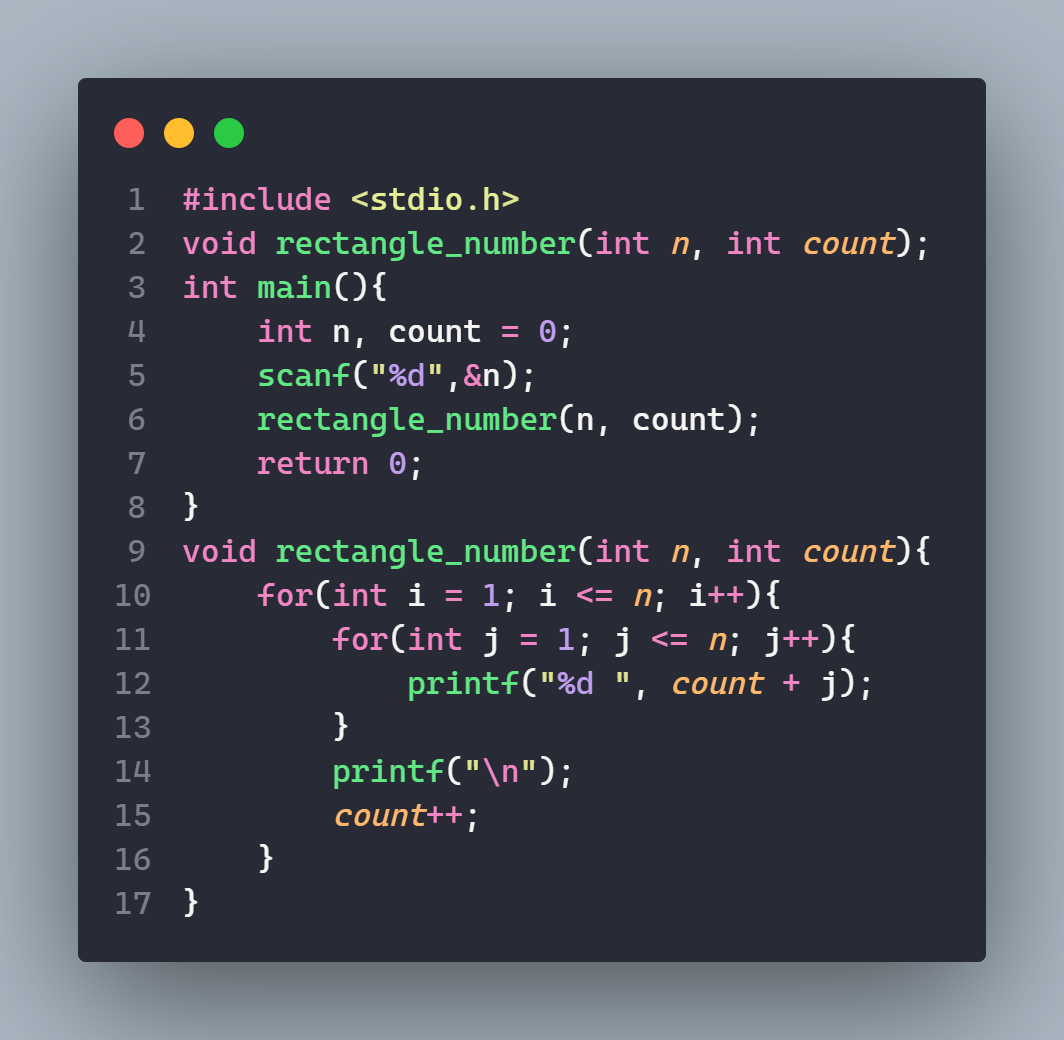 1 #include <stdio.h>
2 void rectangle_number(int n, int count);
3 int main(){
4     int n, count = 0;
5     scanf("%d",&n);
6     rectangle_number(n, count);
7     return 0;
8 }
9 void rectangle_number(int n, int count){
10     for(int i = 1; i <= n; i++){
11         for(int j = 1; j <= n; j++){
12             printf("%d ", count + j);
13         }
14         printf("\n");
15         count++;
16     }
17 }